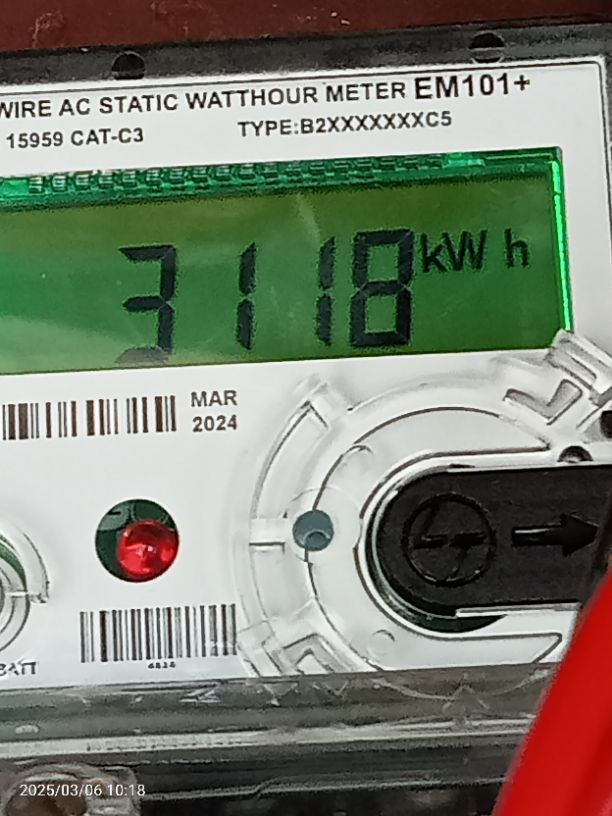 WIRE AC STATIC WATTHOUR METER EM101+
15959 CAT-C3 TYPE:B2XXXXXXXC5
3118 kWh
MAR
2024
BATT
2025/03/06 10:18